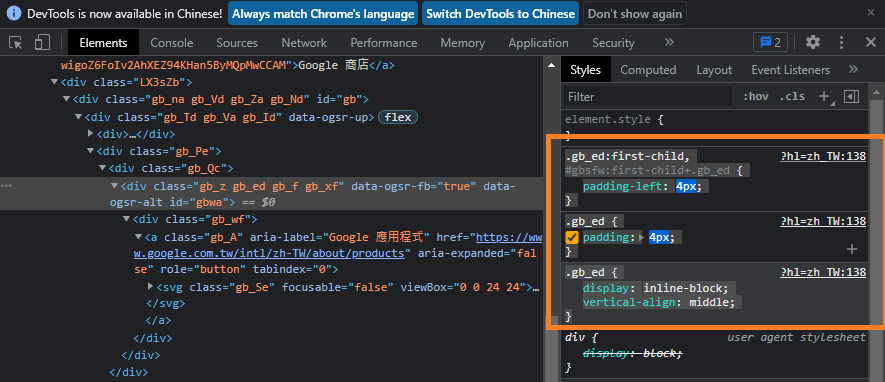 DevTools is now available in Chinese! Always match Chrome's language Switch DevTools to Chinese Don't show again
Elements Console Sources Network Performance Memory Application Security 2
wigoZ6FoIv2AhXEZ94KHan5ByMQpMwCCAM">Google 商店</a>
<div class="LX3sZb">
<div class="gb_na gb_Vd gb_Za gb_Nd" id="gb">
<div class="gb_Td gb_Va gb_Id" data-ogsr-up> flex
<div>…</div>
<div class="gb_Pe">
<div class="gb_Qc">
<div class="gb_z gb_ed gb_f gb_xf" data-ogsr-fb="true" data-
ogsr-alt id="gbwa"> == $0
<div class="gb_wf">
<a class="gb_A" aria-label="Google 應用程式" href="https://ww
w.google.com.tw/intl/zh-TW/about/products" aria-expanded="fal
se" role="button" tabindex="0">
<svg class="gb_Se" focusable="false" viewBox="0 0 24 24">…
</svg>
</a>
</div>
</div>
</div>
Styles Computed Layout Event Listeners
Filter :hov .cls
element.style {
}
.gb_ed:first-child, ?hl=zh_TW:138
#gbsfw:first-child+.gb_ed {
padding-left: 4px;
}
.gb_ed { ?hl=zh_TW:138
padding: 4px;
}
.gb_ed { ?hl=zh_TW:138
display: inline-block;
vertical-align: middle;
}
div { user agent stylesheet
display: block;
}